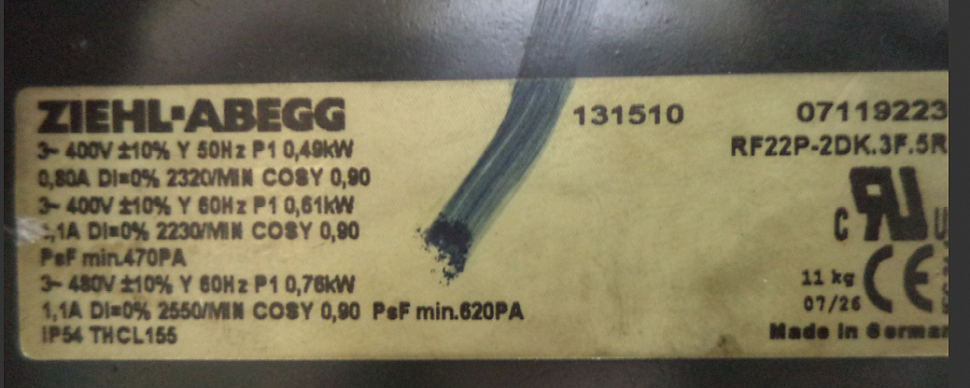 ZIEHL-ABEGG
131510
07119223
RF22P-2DK.3F.5R
3~ 400V ±10% Y 50Hz P1 0,49kW
0,80A DI=0% 2320/MIN COSY 0,90
3~ 400V ±10% Y 60Hz P1 0,61kW
,1A DI=0% 2230/MIN COSY 0,90
PsF min.470PA
3~ 480V ±10% Y 60Hz P1 0,76kW
1,1A DI=0% 2550/MIN COSY 0,90 PsF min.620PA
IP54 THCL155
C RU U
11 kg CE
07/26
Made in German